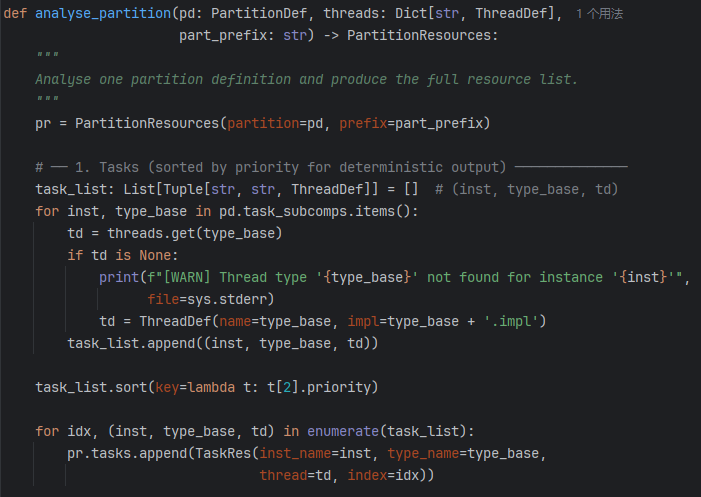 def analyse_partition(pd: PartitionDef, threads: Dict[str, ThreadDef],  1 个用法
                      part_prefix: str) -> PartitionResources:
    """
    Analyse one partition definition and produce the full resource list.
    """
    pr = PartitionResources(partition=pd, prefix=part_prefix)

    # ── 1. Tasks (sorted by priority for deterministic output) ──────────────
    task_list: List[Tuple[str, str, ThreadDef]] = []  # (inst, type_base, td)
    for inst, type_base in pd.task_subcomps.items():
        td = threads.get(type_base)
        if td is None:
            print(f"[WARN] Thread type '{type_base}' not found for instance '{inst}'",
                  file=sys.stderr)
            td = ThreadDef(name=type_base, impl=type_base + '.impl')
        task_list.append((inst, type_base, td))

    task_list.sort(key=lambda t: t[2].priority)

    for idx, (inst, type_base, td) in enumerate(task_list):
        pr.tasks.append(TaskRes(inst_name=inst, type_name=type_base,
                                thread=td, index=idx))